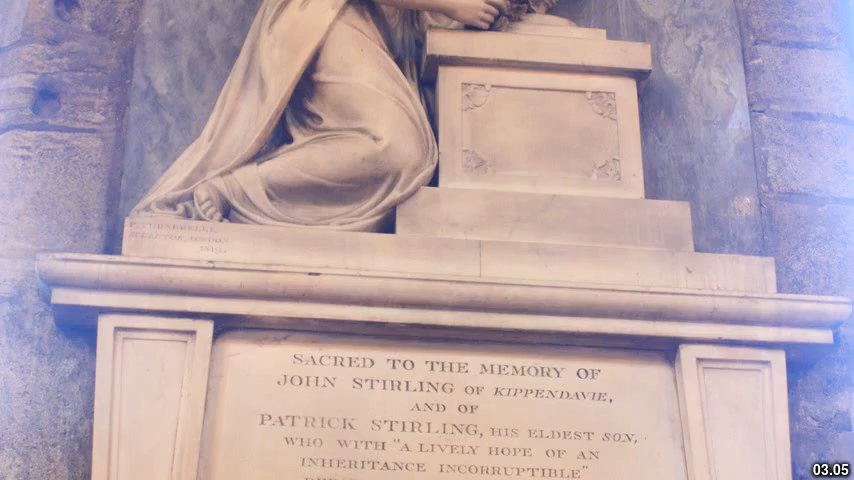 SACRED TO THE MEMORY OF
JOHN STIRLING OF KIPPENDAVIE,
AND OF
PATRICK STIRLING, HIS ELDEST SON,
WHO WITH "A LIVELY HOPE OF AN
INHERITANCE INCORRUPTIBLE"
03.05